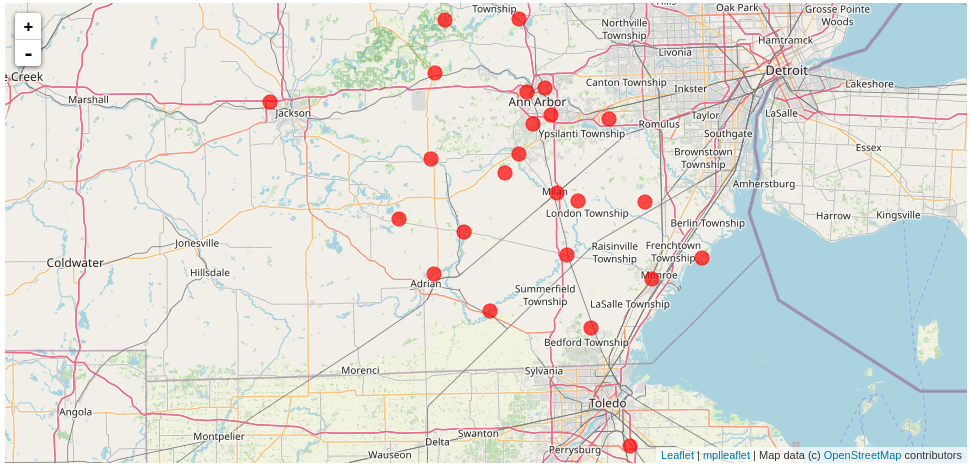 +
-
Township
Oak Park
Grosse Pointe
Woods
Northville
Township
Hamtramck
Livonia
Detroit
e Creek
Canton Township
Inkster
Lakeshore
Marshall
Ann Arbor
Jackson
Taylor
LaSalle
Romulus
Ypsilanti Township
Southgate
Essex
Brownstown
Township
Amherstburg
Milan
London Township
Harrow
Kingsville
Berlin Township
Jonesville
Raisinville
Township
Frenchtown
Township
Coldwater
Hillsdale
Monroe
Adrian
Summerfield
Township
LaSalle Township
Bedford Township
Morenci
Sylvania
Toledo
Angola
Montpelier
Swanton
Delta
Perrysburg
Wauseon
Leaflet | mplleaflet | Map data (c) OpenStreetMap contributors